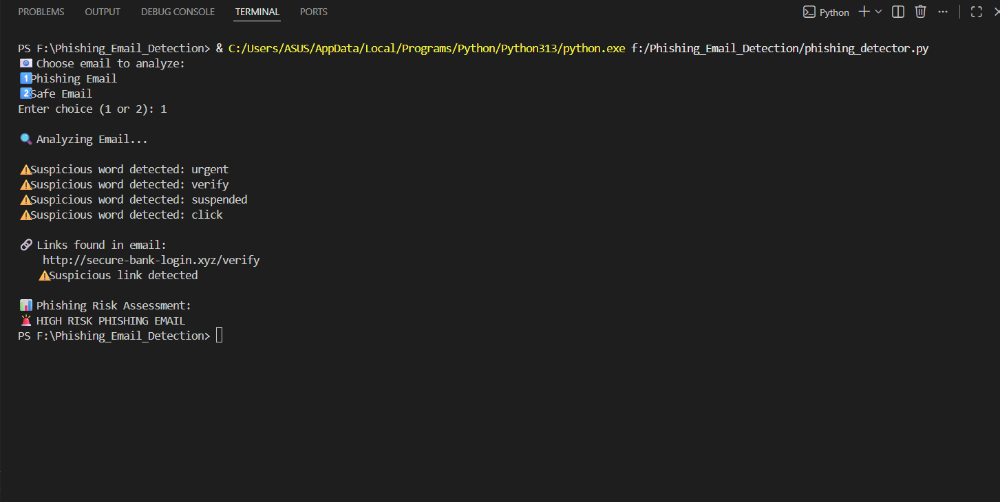 PROBLEMS OUTPUT DEBUG CONSOLE TERMINAL PORTS Python
PS F:\Phishing_Email_Detection> & C:/Users/ASUS/AppData/Local/Programs/Python/Python313/python.exe f:/Phishing_Email_Detection/phishing_detector.py
📧 Choose email to analyze:
1️⃣Phishing Email
2️⃣Safe Email
Enter choice (1 or 2): 1
🔍 Analyzing Email...
⚠️Suspicious word detected: urgent
⚠️Suspicious word detected: verify
⚠️Suspicious word detected: suspended
⚠️Suspicious word detected: click
🔗 Links found in email:
http://secure-bank-login.xyz/verify
⚠️Suspicious link detected
📊 Phishing Risk Assessment:
🚨 HIGH RISK PHISHING EMAIL
PS F:\Phishing_Email_Detection>